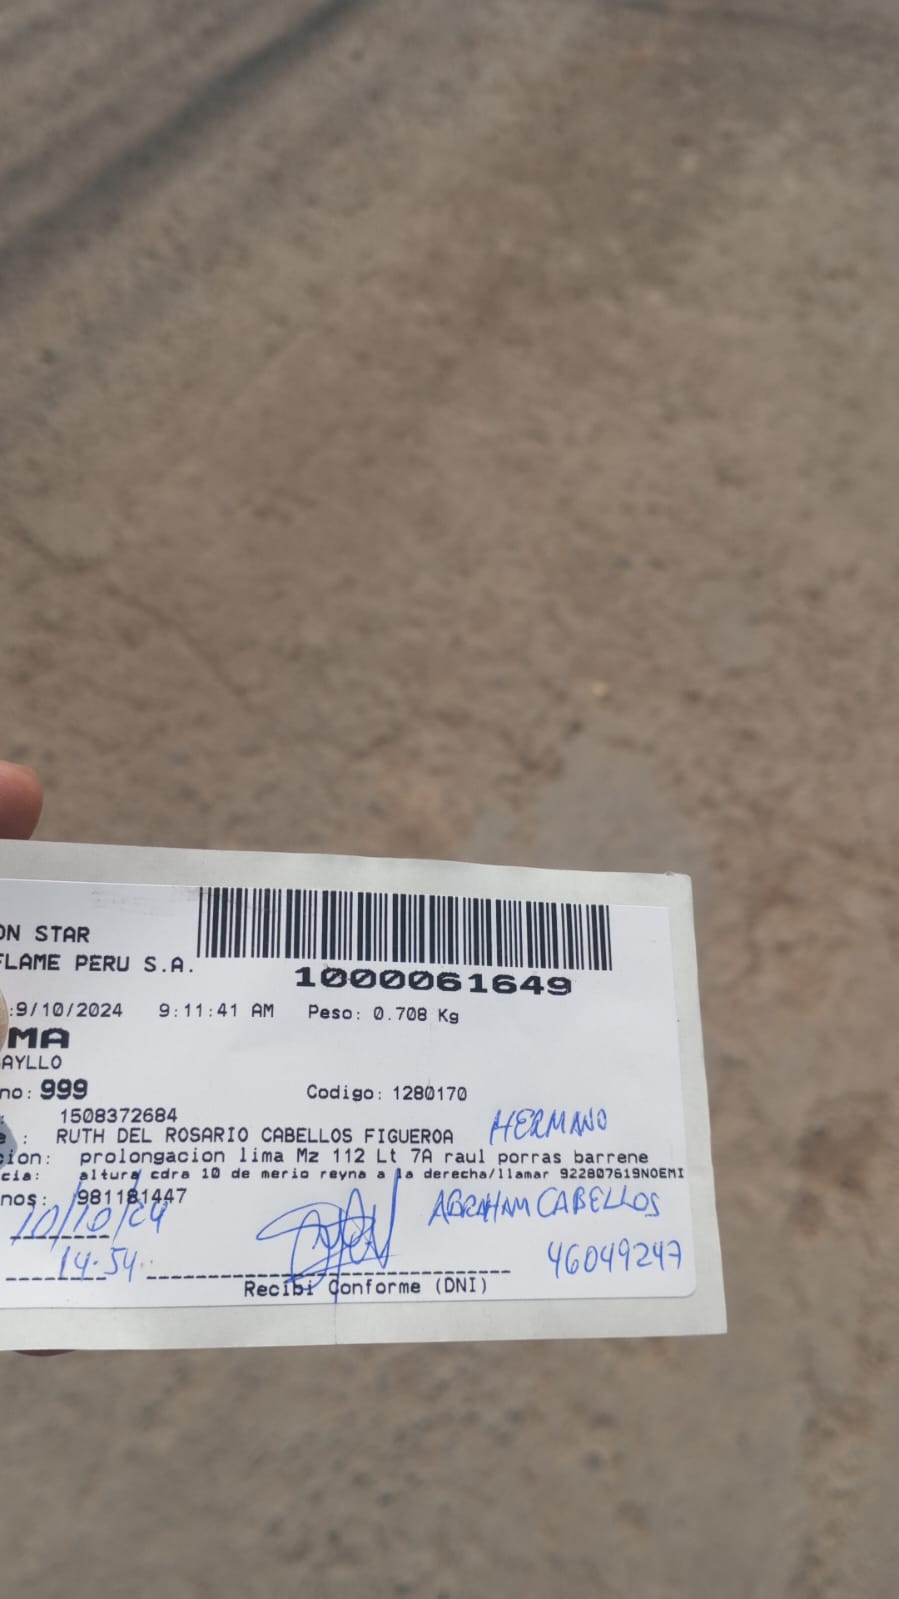 ON STAR
FLAME PERU S.A.
1000061649
:9/10/2024 9:11:41 AM Peso: 0.708 Kg
MA
AYLLO
no: 999 Codigo: 1280170
: 1508372684
e : RUTH DEL ROSARIO CABELLOS FIGUEROA HERMANO
cion: prolongacion lima Mz 112 Lt 7A raul porras barrene
cia: altura cdra 10 de merio reyna a la derecha/llamar 922807619NOEMI
nos: 981181447 ABRAHAM CABELLOS
10/10/24
14:54 46049247
Recibi Conforme (DNI)